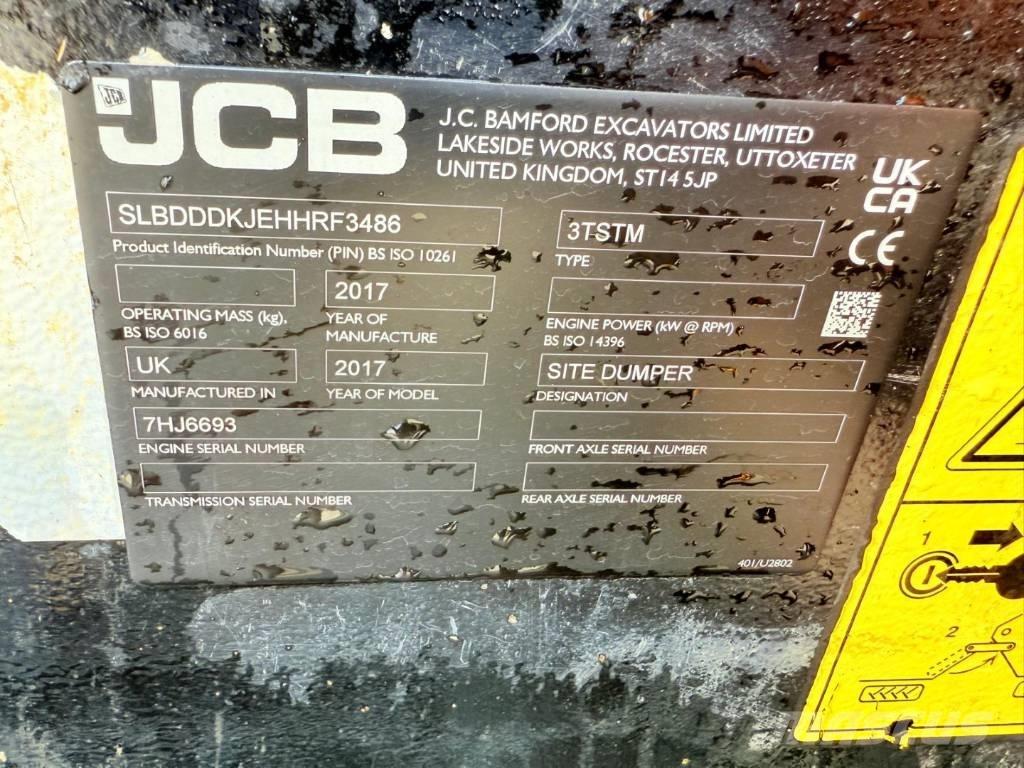 JCB
JCB
J.C. BAMFORD EXCAVATORS LIMITED
LAKESIDE WORKS, ROCESTER, UTTOXETER
UNITED KINGDOM, ST14 5JP
UK
CA
CE
SLBDDDKJEHHRF3486
Product Identification Number (PIN) BS ISO 10261
3TSTM
TYPE
OPERATING MASS (kg),
BS ISO 6016
2017
YEAR OF
MANUFACTURE
ENGINE POWER (kW @ RPM)
BS ISO 14396
UK
MANUFACTURED IN
2017
YEAR OF MODEL
SITE DUMPER
DESIGNATION
7HJ6693
ENGINE SERIAL NUMBER
FRONT AXLE SERIAL NUMBER
TRANSMISSION SERIAL NUMBER
REAR AXLE SERIAL NUMBER
401/U2802
1
2